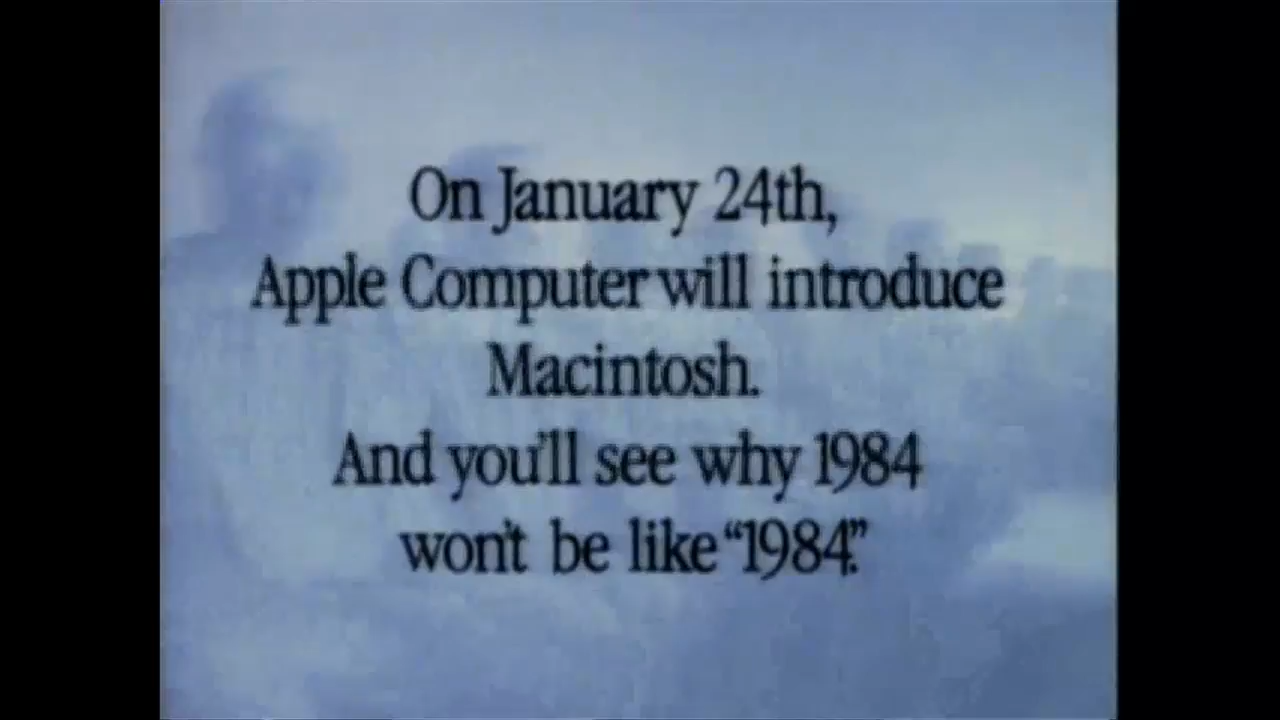 On January 24th,
Apple Computer will introduce
Macintosh.
And you'll see why 1984
won't be like “1984.”